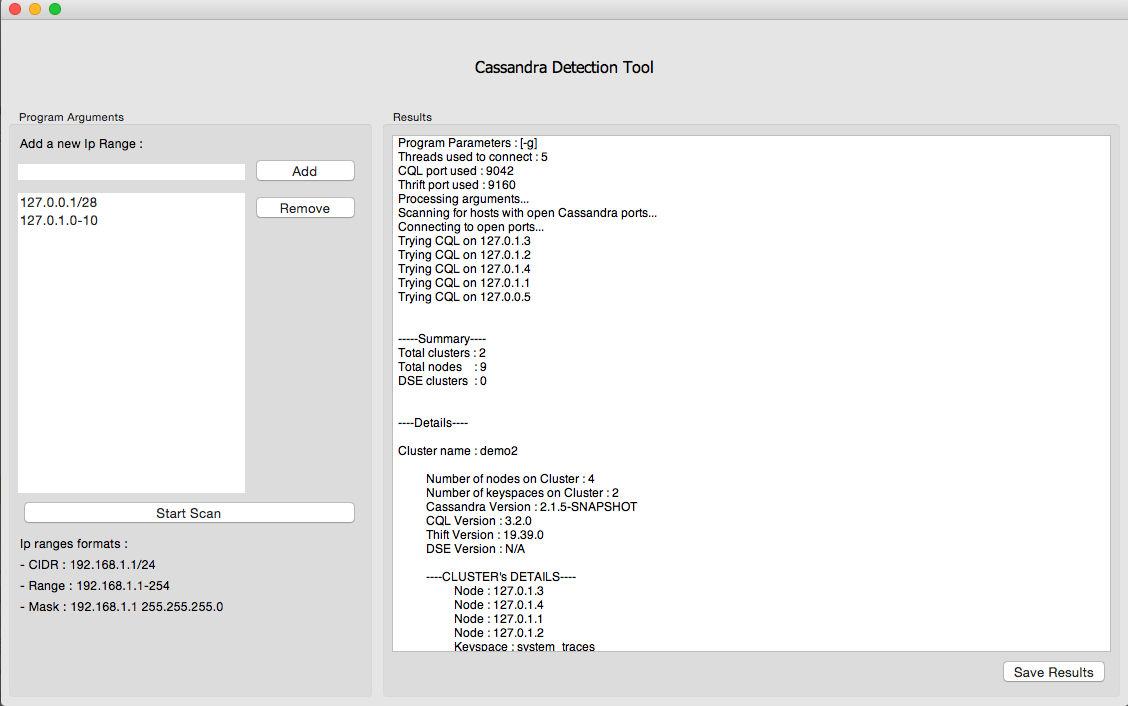 Cassandra Detection Tool
Program Arguments
Add a new Ip Range :
Add
127.0.0.1/28
127.0.1.0-10
Remove
Start Scan
Ip ranges formats :
- CIDR : 192.168.1.1/24
- Range : 192.168.1.1-254
- Mask : 192.168.1.1 255.255.255.0
Results
Program Parameters : [-g]
Threads used to connect : 5
CQL port used : 9042
Thrift port used : 9160
Processing arguments...
Scanning for hosts with open Cassandra ports...
Connecting to open ports...
Trying CQL on 127.0.1.3
Trying CQL on 127.0.1.2
Trying CQL on 127.0.1.4
Trying CQL on 127.0.1.1
Trying CQL on 127.0.0.5
-----Summary----
Total clusters : 2
Total nodes : 9
DSE clusters : 0
----Details----
Cluster name : demo2
Number of nodes on Cluster : 4
Number of keyspaces on Cluster : 2
Cassandra Version : 2.1.5-SNAPSHOT
CQL Version : 3.2.0
Thift Version : 19.39.0
DSE Version : N/A
----CLUSTER's DETAILS----
Node : 127.0.1.3
Node : 127.0.1.4
Node : 127.0.1.1
Node : 127.0.1.2
Keyspace : system_traces
Save Results